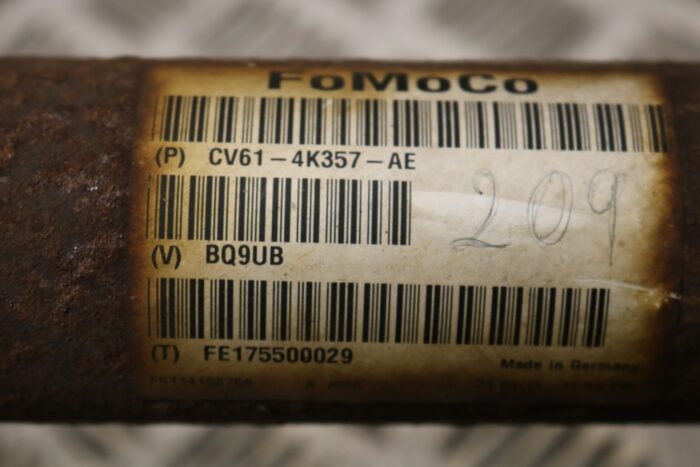 FoMoCo
(P) CV61-4K357-AE
209
(V) BQ9UB
(T) FE175500029
Made in Germany